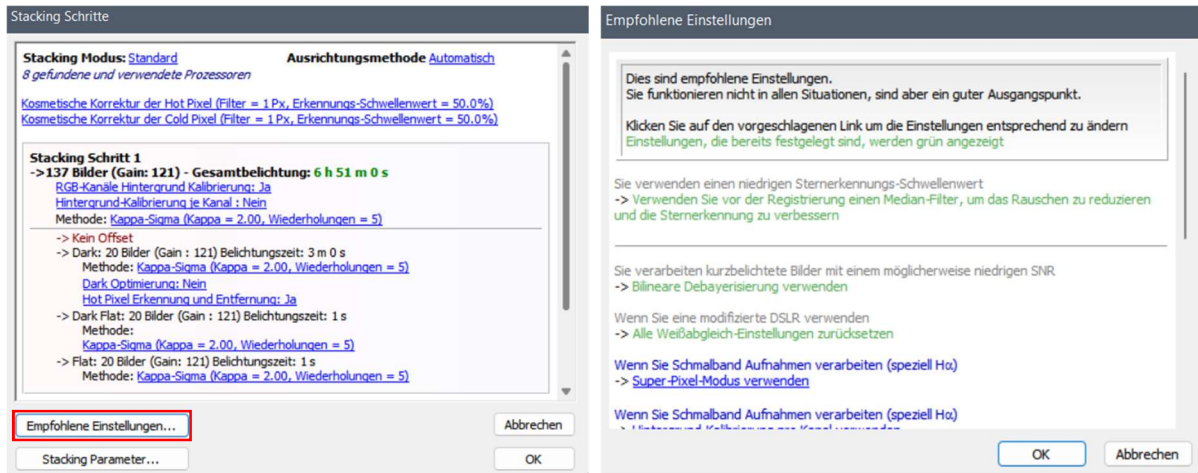 Stacking Schritte
Stacking Modus: Standard Ausrichtungsmethode Automatisch
8 gefundene und verwendete Prozessoren
Kosmetische Korrektur der Hot Pixel (Filter = 1 Px, Erkennungs-Schwellenwert = 50.0%)
Kosmetische Korrektur der Cold Pixel (Filter = 1 Px, Erkennungs-Schwellenwert = 50.0%)
Stacking Schritt 1
->137 Bilder (Gain: 121) - Gesamtbelichtung: 6 h 51 m 0 s
RGB-Kanäle Hintergrund Kalibrierung: Ja
Hintergrund-Kalibrierung je Kanal : Nein
Methode: Kappa-Sigma (Kappa = 2.00, Wiederholungen = 5)
-> Kein Offset
-> Dark: 20 Bilder (Gain : 121) Belichtungszeit: 3 m 0 s
Methode: Kappa-Sigma (Kappa = 2.00, Wiederholungen = 5)
Dark Optimierung: Nein
Hot Pixel Erkennung und Entfernung: Ja
-> Dark Flat: 20 Bilder (Gain : 121) Belichtungszeit: 1 s
Methode:
Kappa-Sigma (Kappa = 2.00, Wiederholungen = 5)
-> Flat: 20 Bilder (Gain: 121) Belichtungszeit: 1 s
Methode: Kappa-Sigma (Kappa = 2.00, Wiederholungen = 5)
Empfohlene Einstellungen...
Abbrechen
Stacking Parameter...
OK
Empfohlene Einstellungen
Dies sind empfohlene Einstellungen.
Sie funktionieren nicht in allen Situationen, sind aber ein guter Ausgangspunkt.
Klicken Sie auf den vorgeschlagenen Link um die Einstellungen entsprechend zu ändern
Einstellungen, die bereits festgelegt sind, werden grün angezeigt
Sie verwenden einen niedrigen Sternerkennungs-Schwellenwert
-> Verwenden Sie vor der Registrierung einen Median-Filter, um das Rauschen zu reduzieren
und die Sternerkennung zu verbessern
Sie verarbeiten kurzbelichtete Bilder mit einem möglicherweise niedrigen SNR
-> Bilineare Debayerisierung verwenden
Wenn Sie eine modifizierte DSLR verwenden
-> Alle Weißabgleich-Einstellungen zurücksetzen
Wenn Sie Schmalband Aufnahmen verarbeiten (speziell Hα)
-> Super-Pixel-Modus verwenden
Wenn Sie Schmalband Aufnahmen verarbeiten (speziell Hα)
-> Hintergrund-Kalibrierung pro Kanal verwenden
OK
Abbrechen